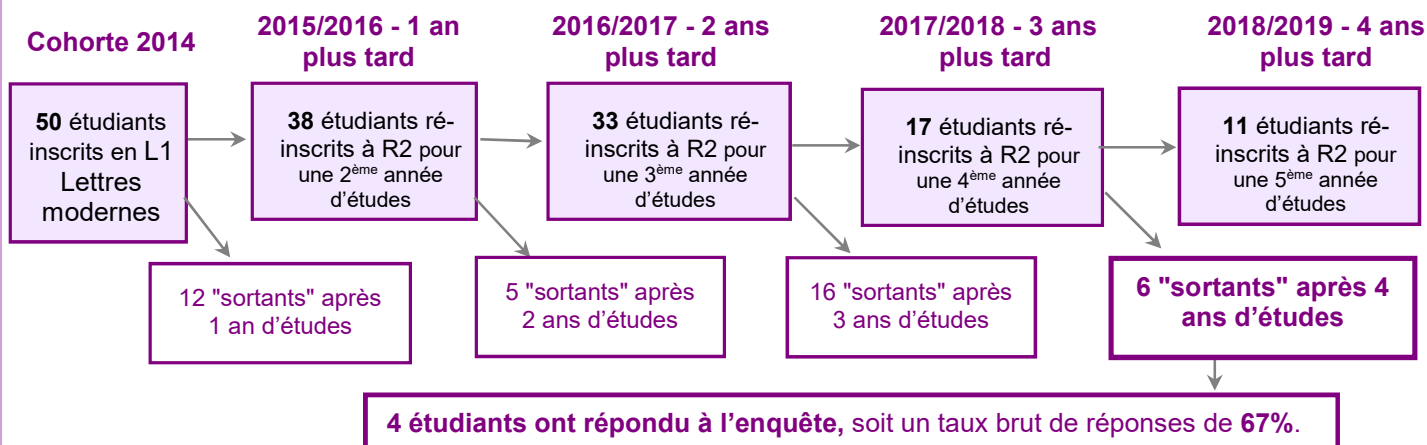 Cohorte 2014
2015/2016 - 1 an
plus tard
2016/2017 - 2 ans
plus tard
2017/2018 - 3 ans
plus tard
2018/2019 - 4 ans
plus tard
50 étudiants
inscrits en L1
Lettres
modernes
38 étudiants ré-
inscrits à R2 pour
une 2ème année
d’études
33 étudiants ré-
inscrits à R2 pour
une 3ème année
d’études
17 étudiants ré-
inscrits à R2 pour
une 4ème année
d’études
11 étudiants ré-
inscrits à R2 pour
une 5ème année
d’études
12 "sortants" après
1 an d’études
5 "sortants" après
2 ans d’études
16 "sortants" après
3 ans d’études
6 "sortants" après 4
ans d’études
4 étudiants ont répondu à l’enquête, soit un taux brut de réponses de 67%.